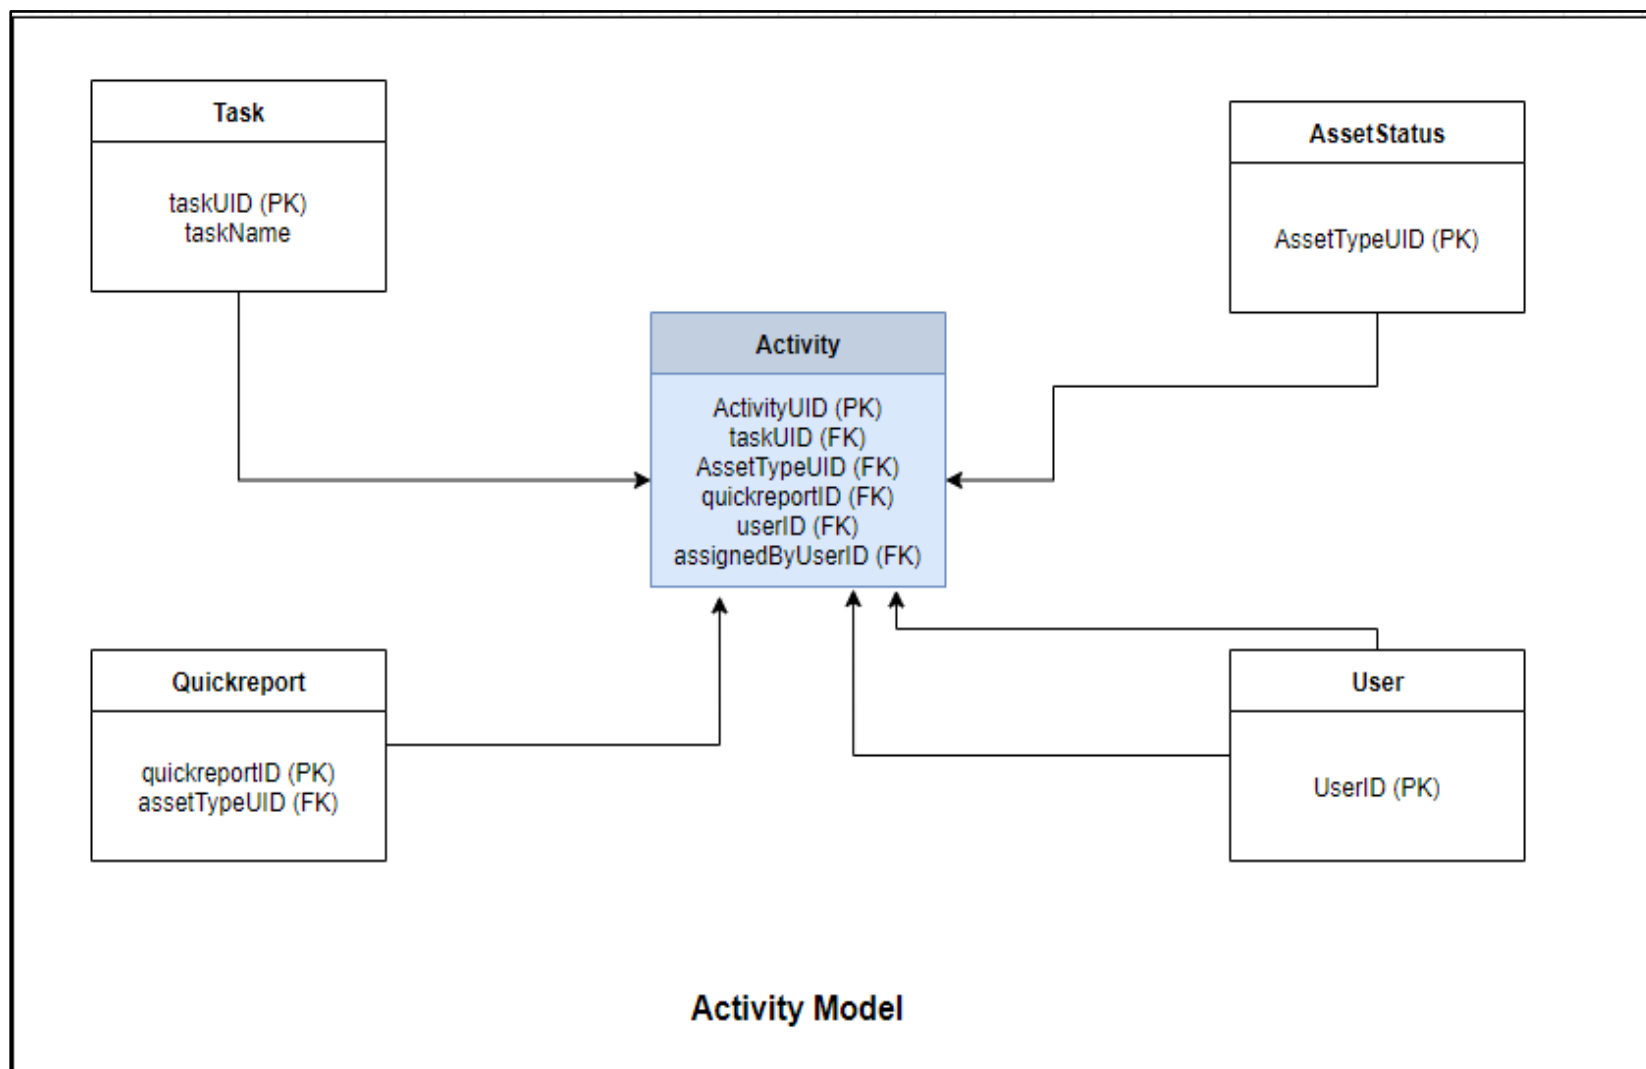 Task
taskUID (PK)
taskName
AssetStatus
AssetTypeUID (PK)
Activity
ActivityUID (PK)
taskUID (FK)
AssetTypeUID (FK)
quickreportID (FK)
userID (FK)
assignedByUserID (FK)
Quickreport
quickreportID (PK)
assetTypeUID (FK)
User
UserID (PK)
Activity Model